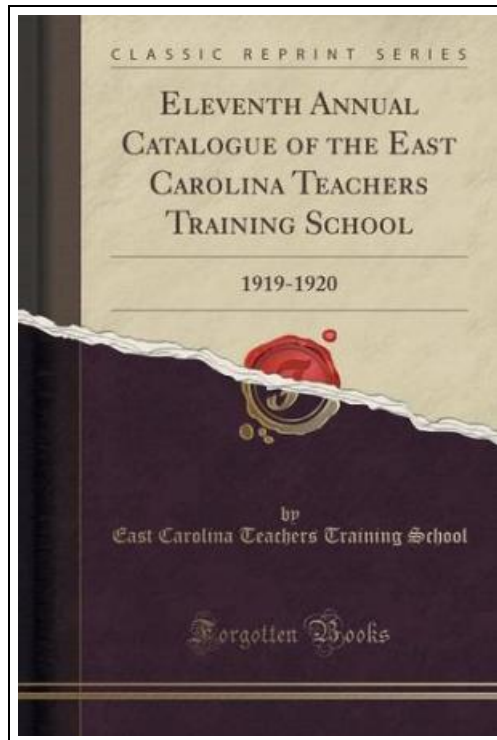 CLASSIC REPRINT SERIES
ELEVENTH ANNUAL
CATALOGUE OF THE EAST
CAROLINA TEACHERS
TRAINING SCHOOL
1919-1920
F
by
East Carolina Teachers Training School
Forgotten Books